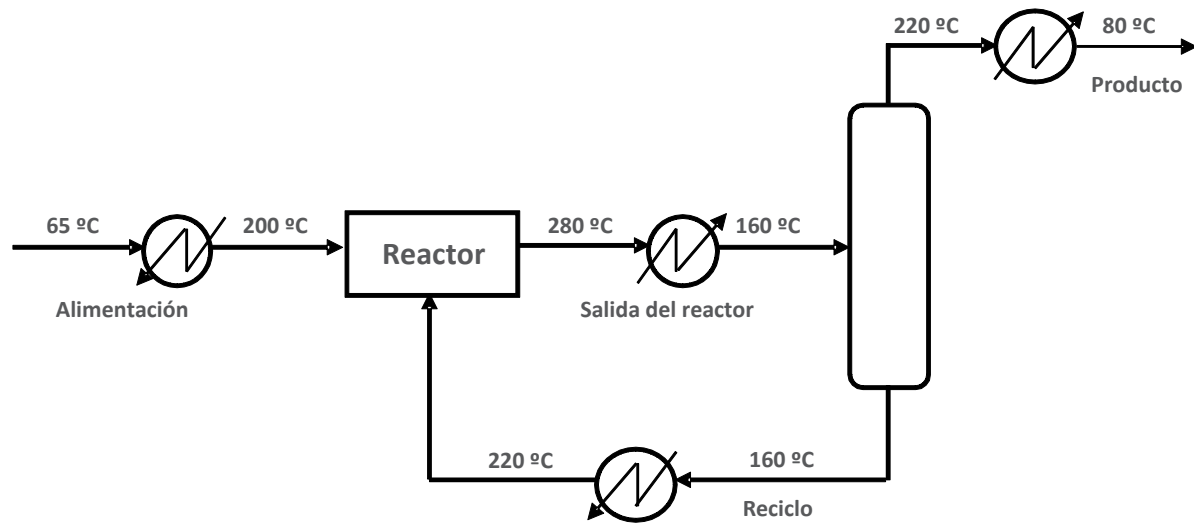 220 ºC
80 ºC
Producto
65 ºC
200 ºC
Reactor
280 ºC
160 ºC
Alimentación
Salida del reactor
220 ºC
160 ºC
Reciclo